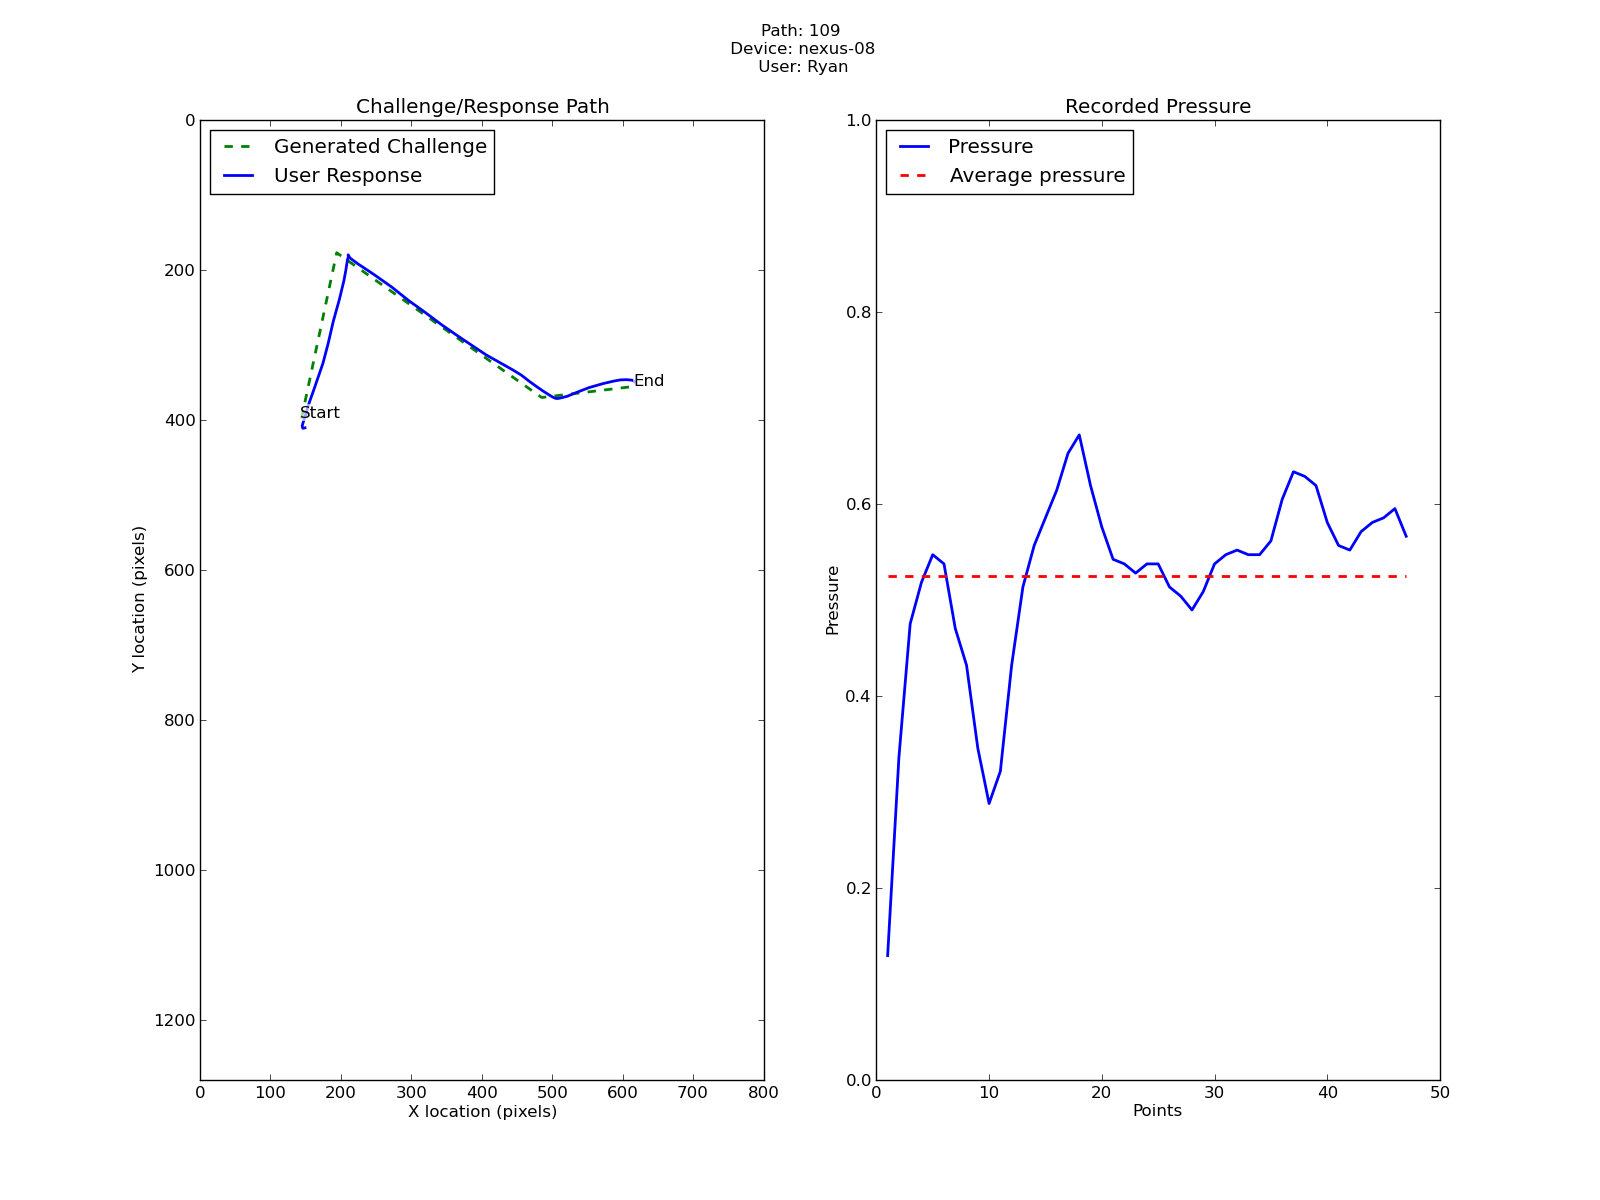 Path: 109
Device: nexus-08
User: Ryan
Challenge/Response Path
Generated Challenge
User Response
Start
End
0
200
400
600
800
1000
1200
Y location (pixels)
0 100 200 300 400 500 600 700 800
X location (pixels)
Recorded Pressure
Pressure
Average pressure
1.0
0.8
0.6
0.4
0.2
0.0
Pressure
0 10 20 30 40 50
Points